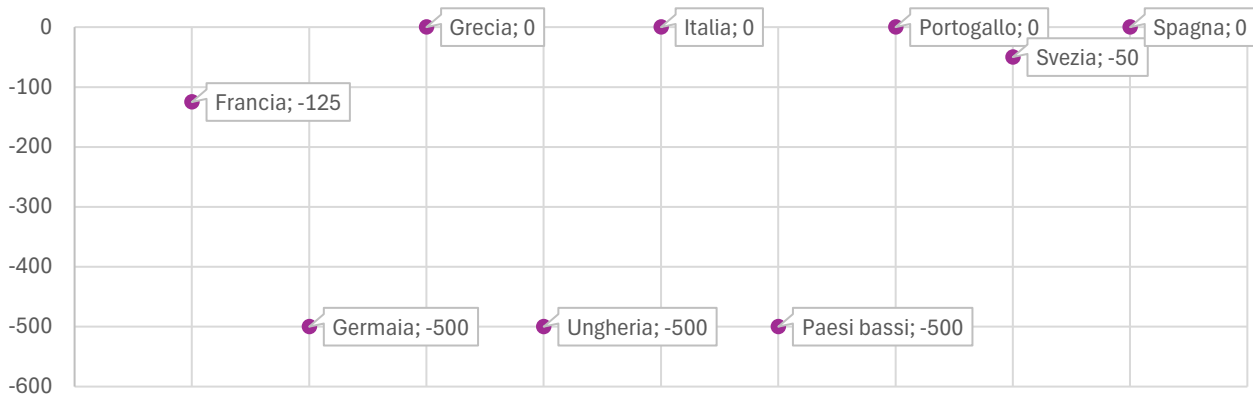 0
-100
-200
-300
-400
-500
-600
Grecia; 0
Italia; 0
Portogallo; 0
Spagna; 0
Svezia; -50
Francia; -125
Germaia; -500
Ungheria; -500
Paesi bassi; -500